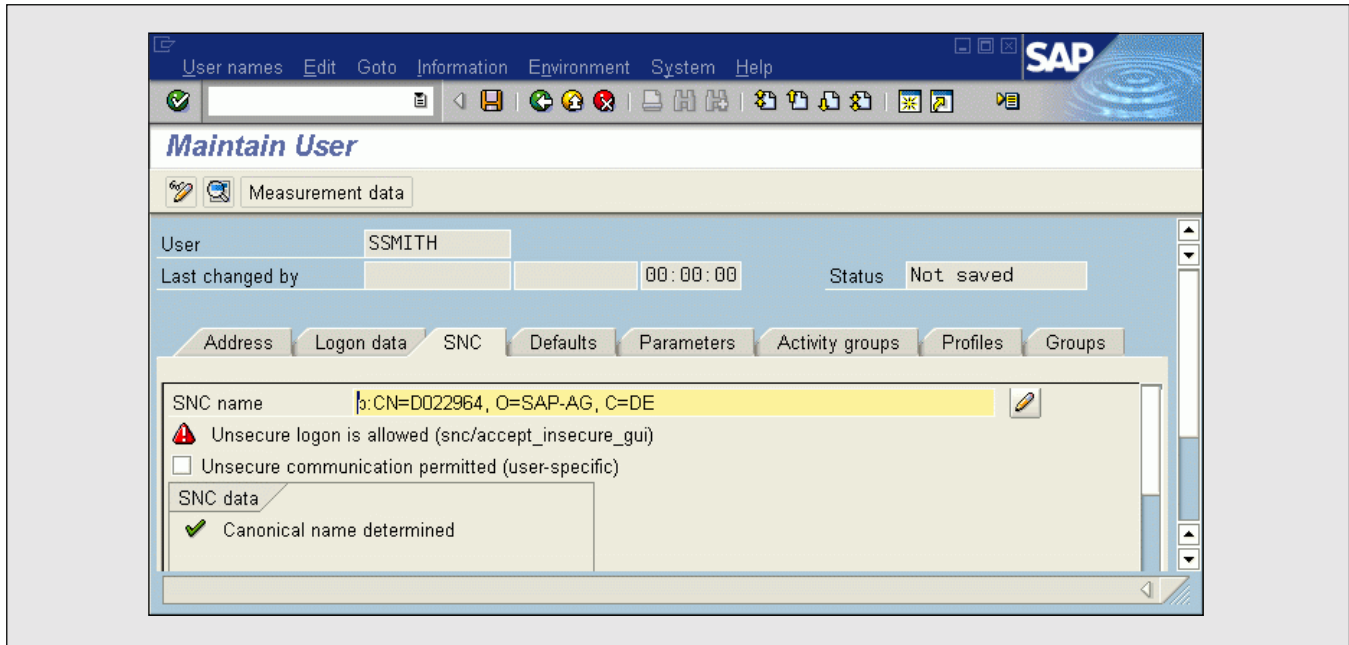 SAP
User names Edit Goto Information Environment System Help
Maintain User
Measurement data
User SSMITH
Last changed by 00:00:00 Status Not saved
Address Logon data SNC Defaults Parameters Activity groups Profiles Groups
SNC name p:CN=D022964, O=SAP-AG, C=DE
Unsecure logon is allowed (snc/accept_insecure_gui)
Unsecure communication permitted (user-specific)
SNC data
Canonical name determined